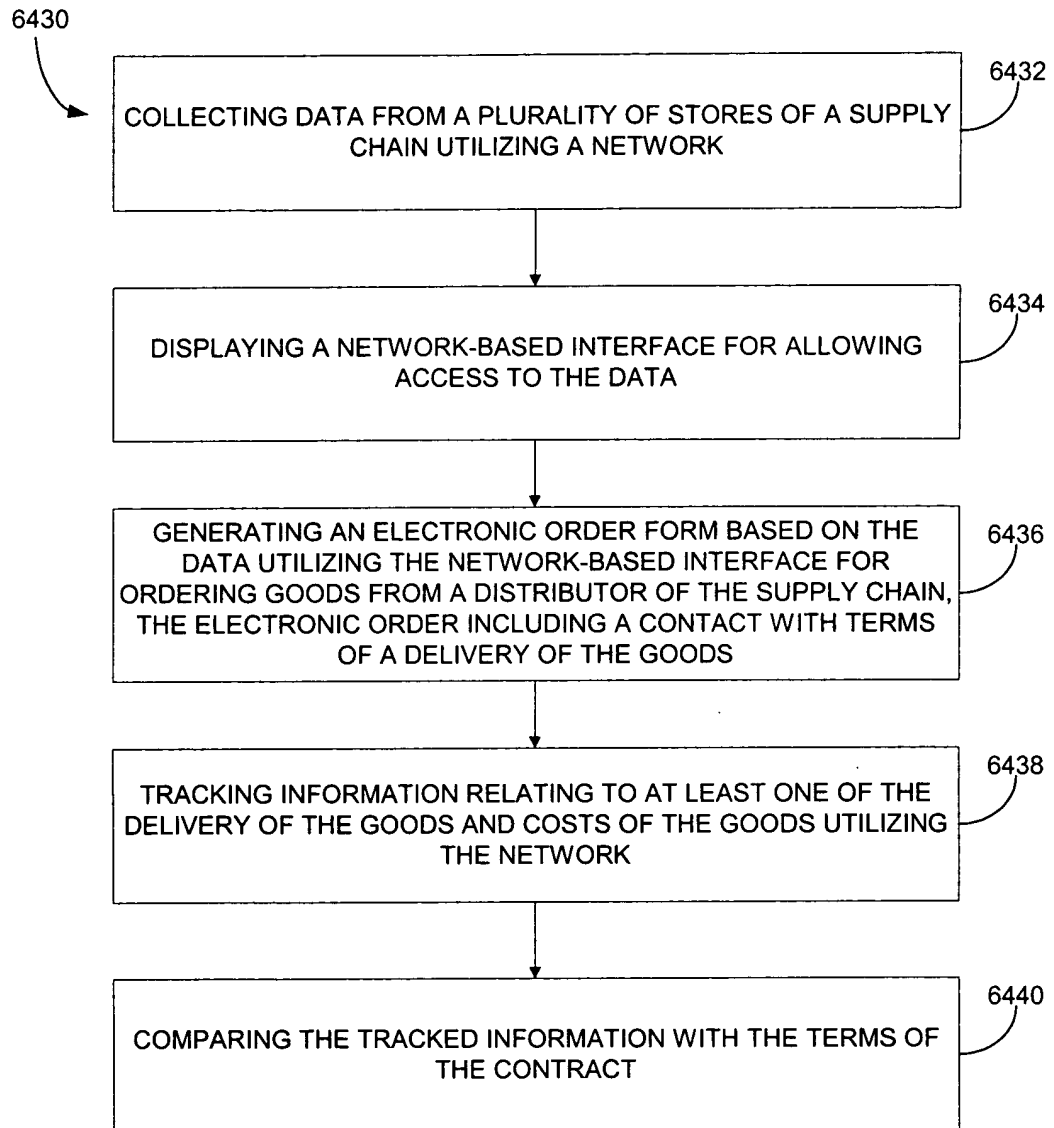 6430
6432
COLLECTING DATA FROM A PLURALITY OF STORES OF A SUPPLY
CHAIN UTILIZING A NETWORK
6434
DISPLAYING A NETWORK-BASED INTERFACE FOR ALLOWING
ACCESS TO THE DATA
6436
GENERATING AN ELECTRONIC ORDER FORM BASED ON THE
DATA UTILIZING THE NETWORK-BASED INTERFACE FOR
ORDERING GOODS FROM A DISTRIBUTOR OF THE SUPPLY CHAIN,
THE ELECTRONIC ORDER INCLUDING A CONTACT WITH TERMS
OF A DELIVERY OF THE GOODS
6438
TRACKING INFORMATION RELATING TO AT LEAST ONE OF THE
DELIVERY OF THE GOODS AND COSTS OF THE GOODS UTILIZING
THE NETWORK
6440
COMPARING THE TRACKED INFORMATION WITH THE TERMS OF
THE CONTRACT